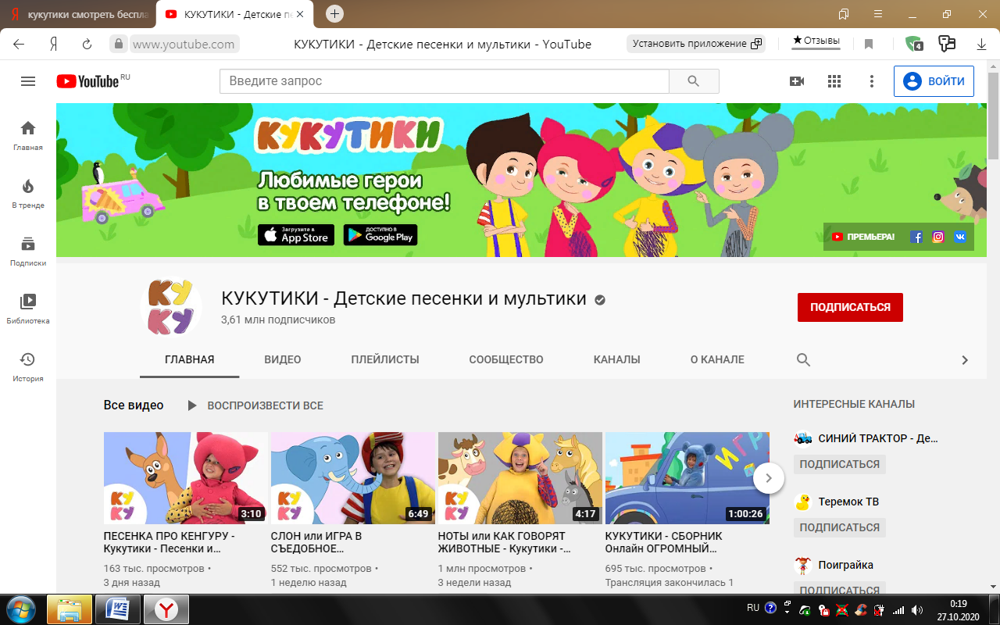 кукутики смотреть беспла
КУКУТИКИ - Детские пе
www.youtube.com
КУКУТИКИ - Детские песенки и мультики - YouTube
Установить приложение
Отзывы
4
YouTube RU
Введите запрос
ВОЙТИ
Главная
В тренде
Подписки
Библиотека
История
КУКУТИКИ
Любимые герои
в твоем телефоне!
Загрузите в
App Store
ДОСТУПНО В
Google Play
ПРЕМЬЕРА!
КУ
КУ
КУКУТИКИ - Детские песенки и мультики
3,61 млн подписчиков
ПОДПИСАТЬСЯ
ГЛАВНАЯ
ВИДЕО
ПЛЕЙЛИСТЫ
СООБЩЕСТВО
КАНАЛЫ
О КАНАЛЕ
Все видео
ВОСПРОИЗВЕСТИ ВСЕ
КУ
КУ
3:10
ПЕСЕНКА ПРО КЕНГУРУ -
Кукутики - Песенки и...
163 тыс. просмотров •
3 дня назад
КУ
КУ
6:49
СЛОН или ИГРА В
СЪЕДОБНОЕ...
552 тыс. просмотров •
1 неделю назад
КУ
КУ
4:17
НОТЫ или КАК ГОВОРЯТ
ЖИВОТНЫЕ - Кукутики -...
1 млн просмотров •
3 недели назад
ИГР
1:00:26
КУКУТИКИ - СБОРНИК
Онлайн ОГРОМНЫЙ...
695 тыс. просмотров •
Трансляция закончилась 1
ИНТЕРЕСНЫЕ КАНАЛЫ
СИНИЙ ТРАКТОР - Де...
ПОДПИСАТЬСЯ
Теремок ТВ
ПОДПИСАТЬСЯ
Поиграйка
ПОДПИСАТЬСЯ
RU
0:19
27.10.2020